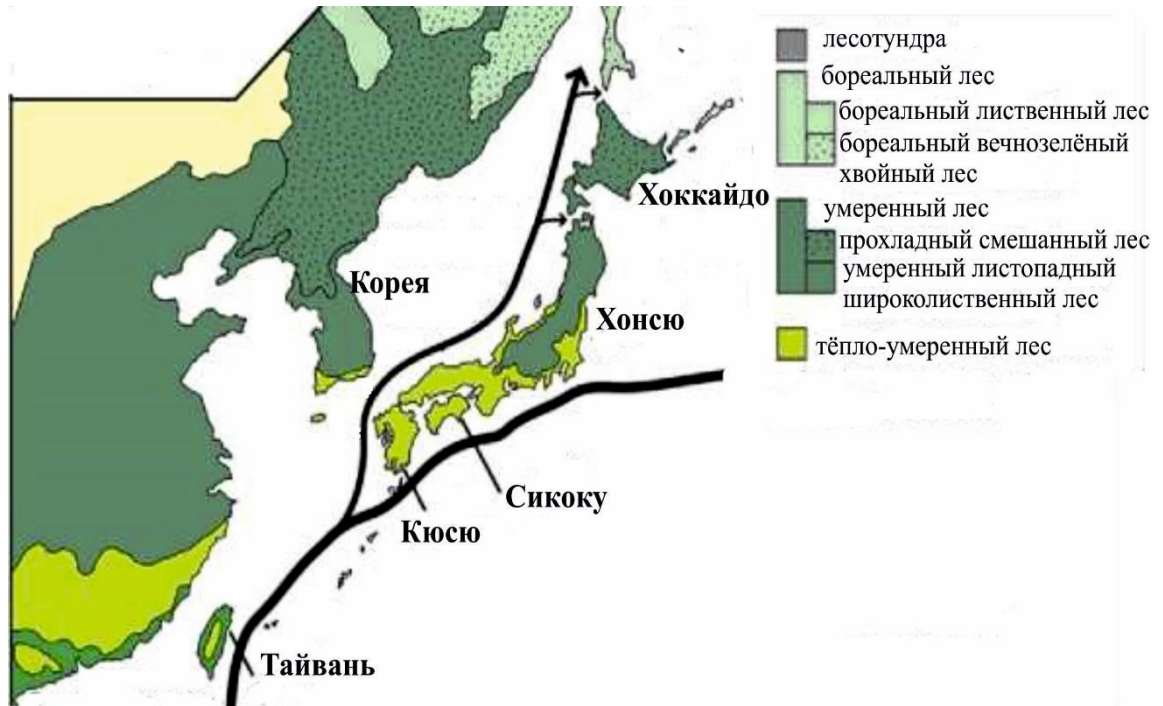 лесотундра
бореальный лес
бореальный лиственный лес
бореальный вечнозелёный
хвойный лес
умеренный лес
прохладный смешанный лес
умеренный листопадный
широколиственный лес
тёпло-умеренный лес
Хоккайдо
Корея
Хонсю
Сикоку
Кюсю
Тайвань